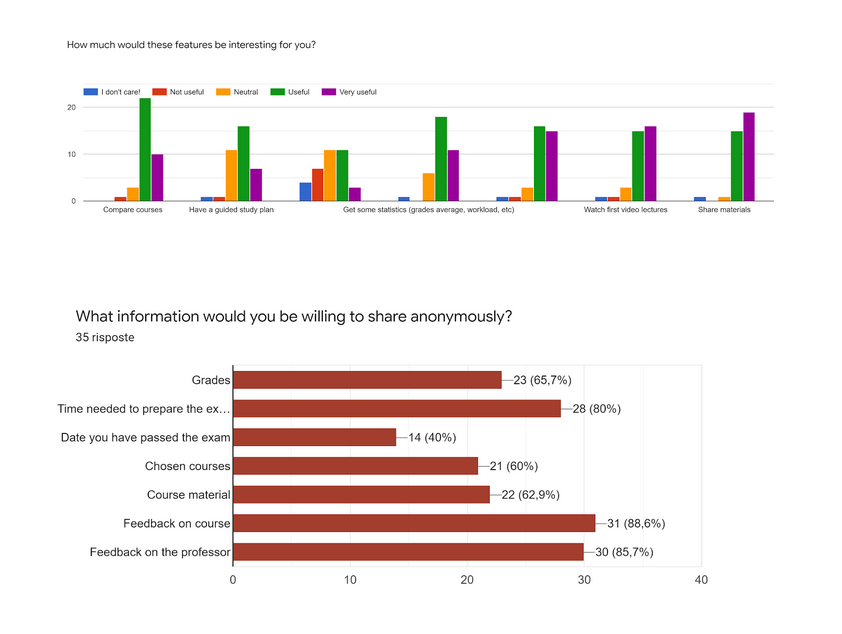 How much would these features be interesting for you?
I don't care! Not useful Neutral Useful Very useful
20
10
0
Compare courses Have a guided study plan Get some statistics (grades average, workload, etc) Watch first video lectures Share materials
What information would you be willing to share anonymously?
35 risposte
Grades 23 (65,7%)
Time needed to prepare the ex… 28 (80%)
Date you have passed the exam 14 (40%)
Chosen courses 21 (60%)
Course material 22 (62,9%)
Feedback on course 31 (88,6%)
Feedback on the professor 30 (85,7%)
0 10 20 30 40